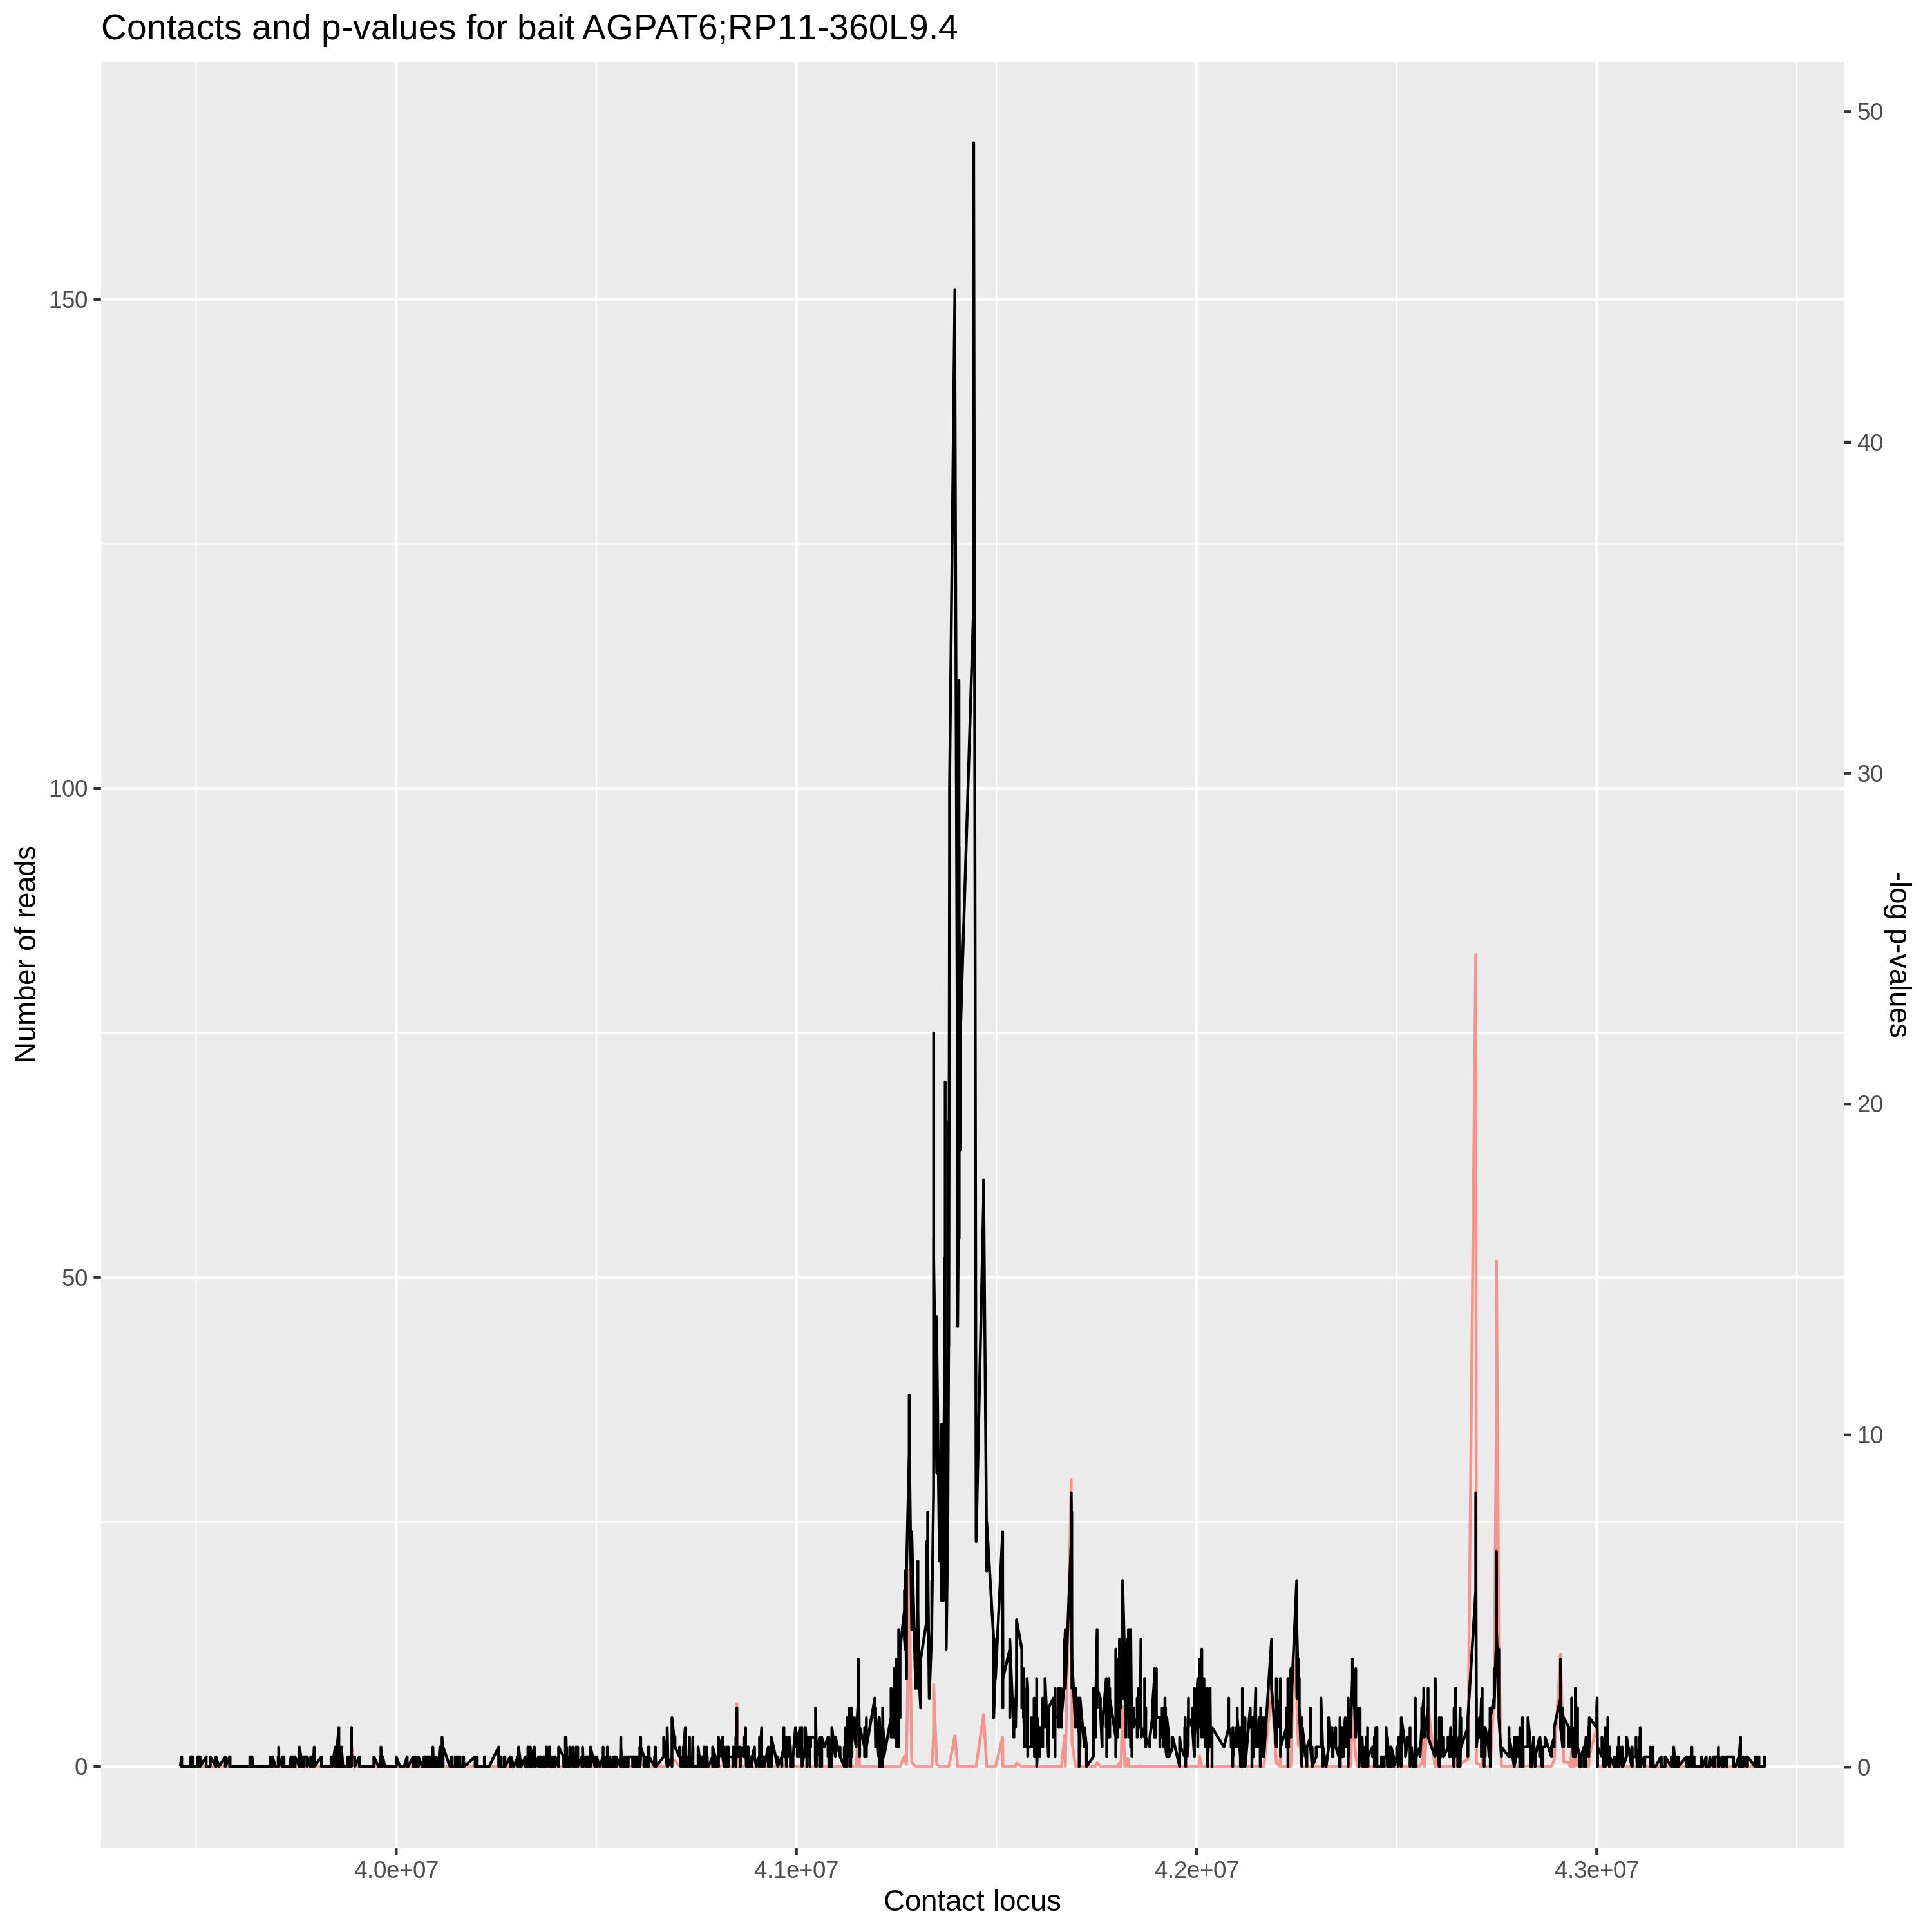 Contacts and p-values for bait AGPAT6;RP11-360L9.4
50
150
40
100
30
Number of reads
-log p-values
20
50
10
0
0
4.0e+07
4.1e+07
4.2e+07
4.3e+07
Contact locus